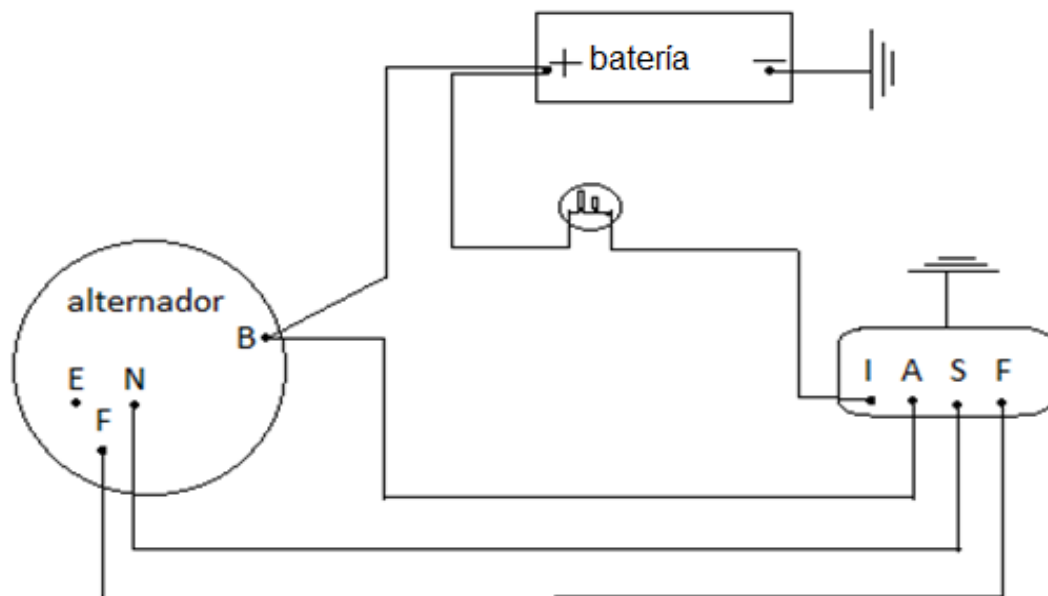 + batería −
alternador
B
E N
F
I A S F